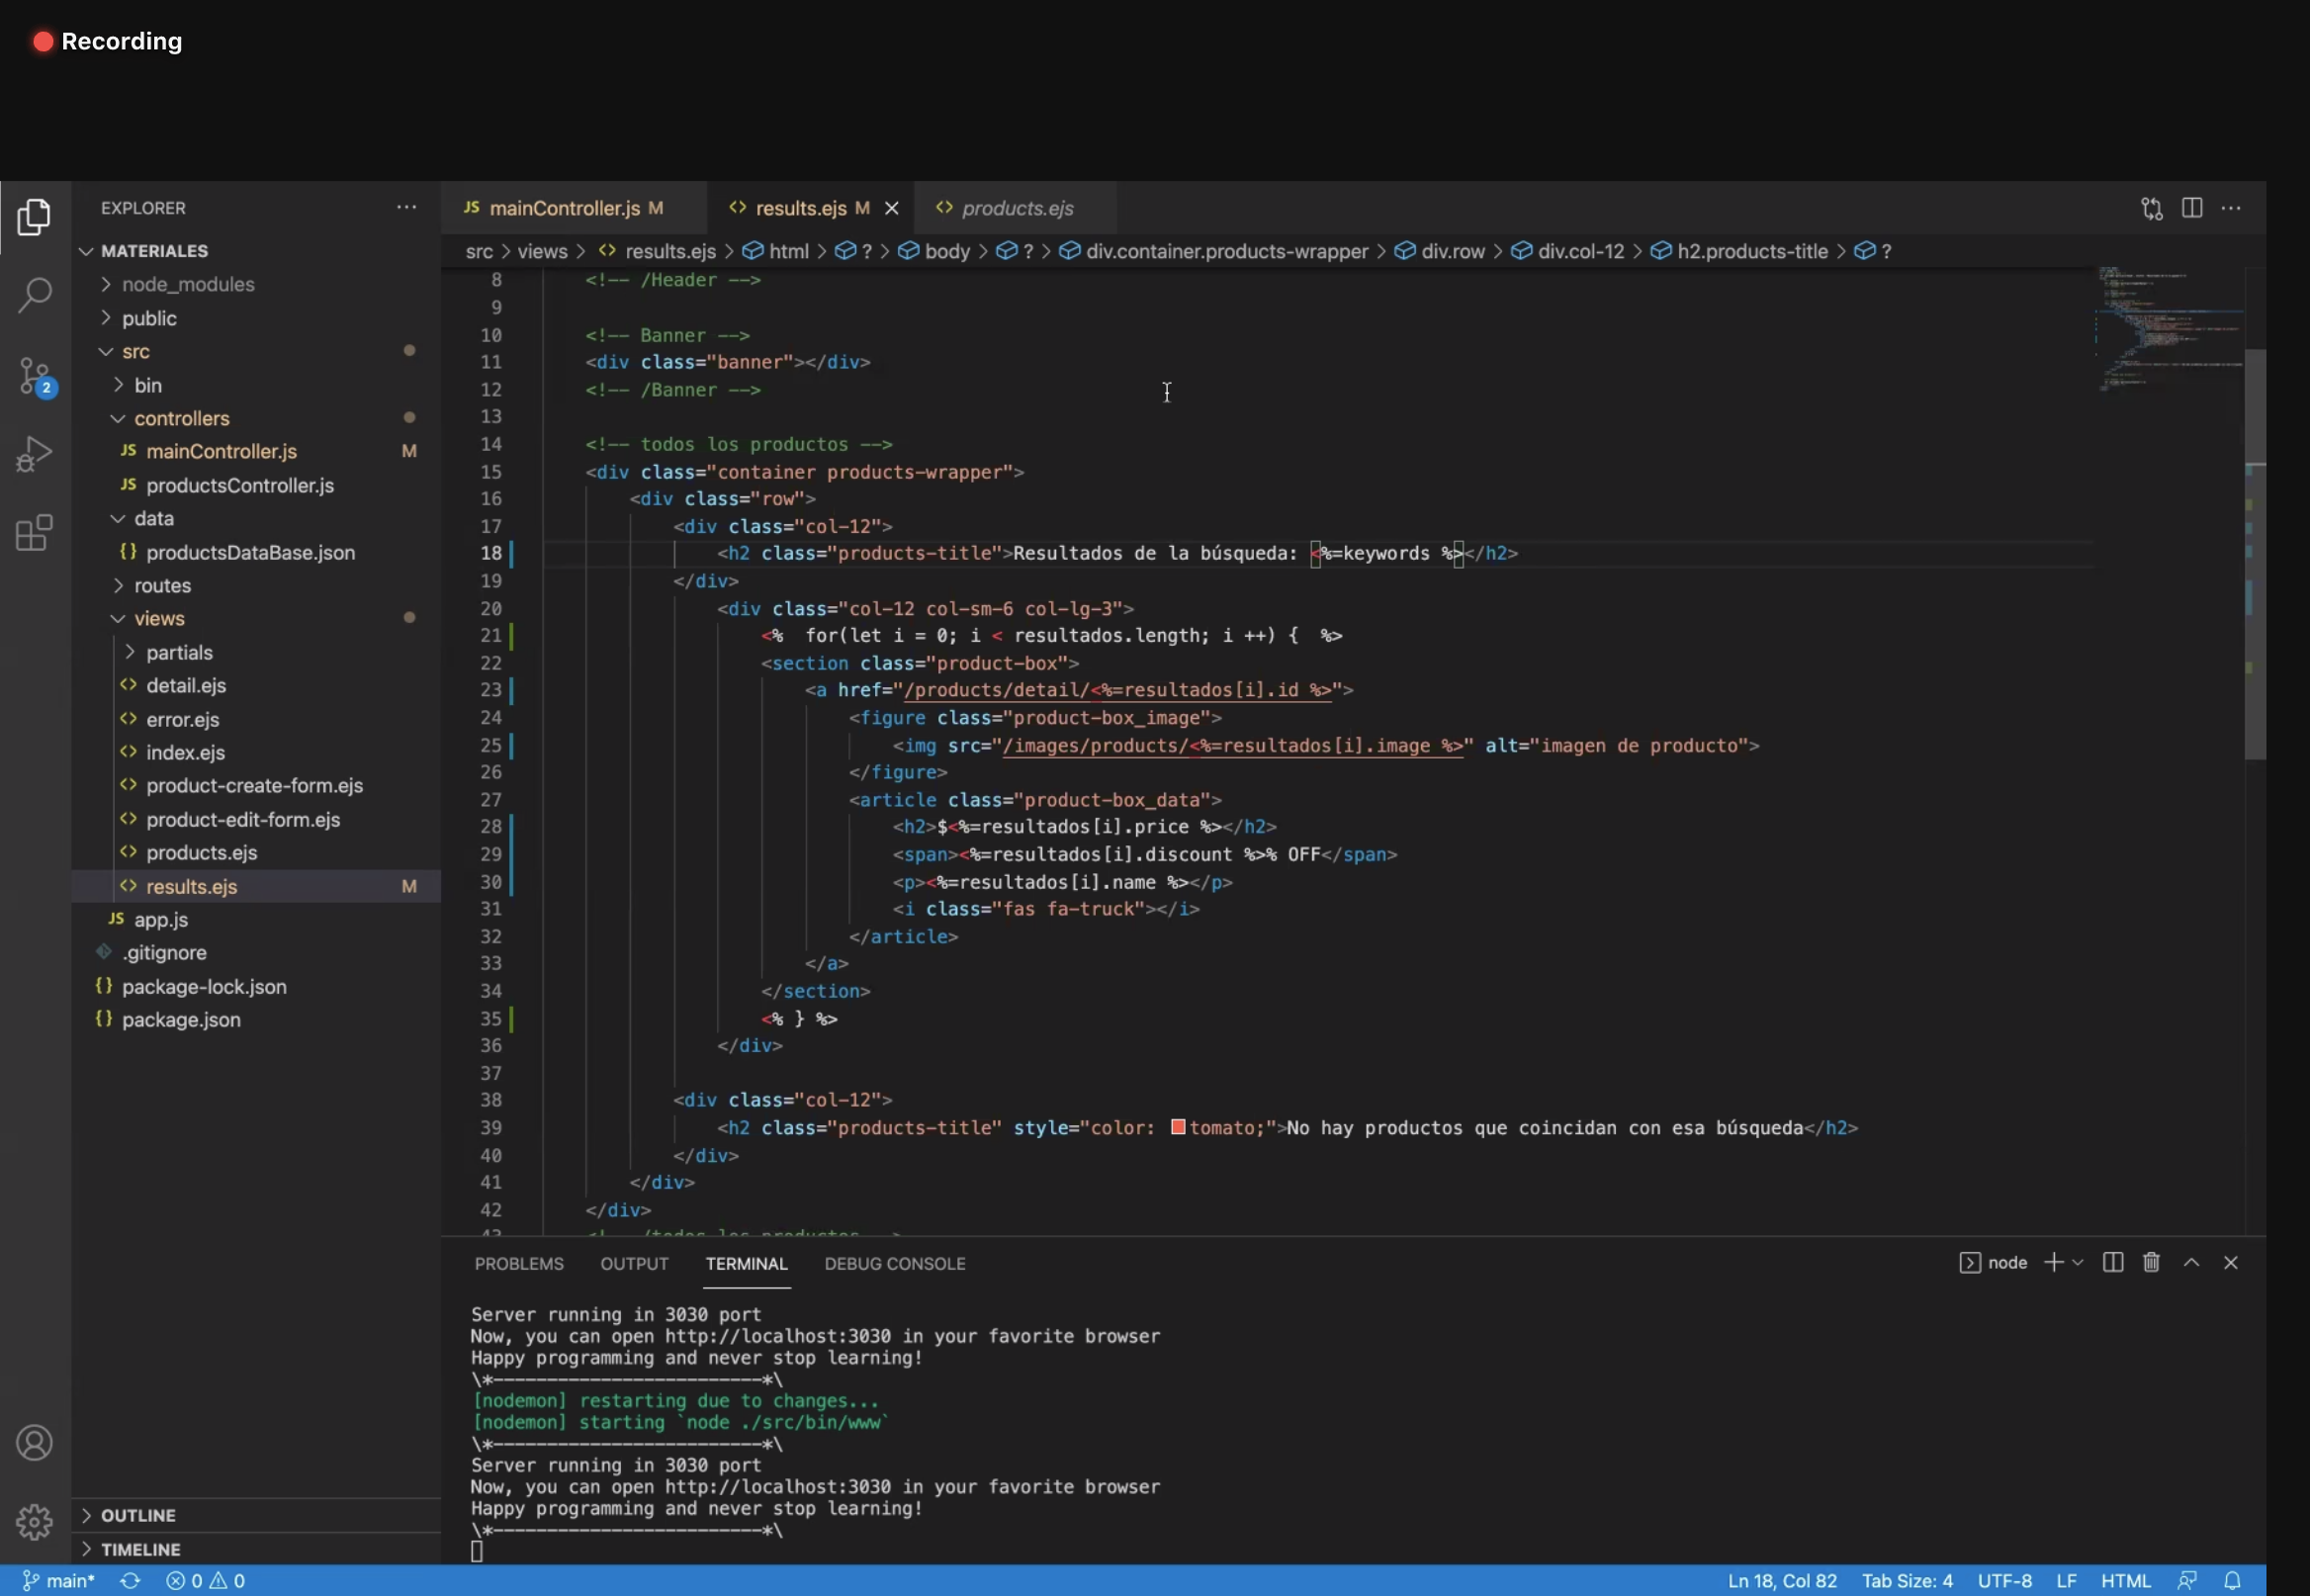 Recording
EXPLORER
MATERIALES
node_modules
public
src
bin
controllers
JS mainController.js M
JS productsController.js
data
{} productsDataBase.json
routes
views
partials
<> detail.ejs
<> error.ejs
<> index.ejs
<> product-create-form.ejs
<> product-edit-form.ejs
<> products.ejs
<> results.ejs M
JS app.js
.gitignore
{} package-lock.json
{} package.json
OUTLINE
TIMELINE
2
JS mainController.js M
<> results.ejs M
<> products.ejs
src > views > <> results.ejs > html > ? > body > ? > div.container.products-wrapper > div.row > div.col-12 > h2.products-title > ?
8 <!-- /Header -->
9
10 <!-- Banner -->
11 <div class="banner"></div>
12 <!-- /Banner -->
13
14 <!-- todos los productos -->
15 <div class="container products-wrapper">
16 <div class="row">
17 <div class="col-12">
18 <h2 class="products-title">Resultados de la búsqueda: <%=keywords %></h2>
19 </div>
20 <div class="col-12 col-sm-6 col-lg-3">
21 <%  for(let i = 0; i < resultados.length; i ++) {  %>
22 <section class="product-box">
23 <a href="/products/detail/<%=resultados[i].id %>">
24 <figure class="product-box_image">
25 <img src="/images/products/<%=resultados[i].image %>" alt="imagen de producto">
26 </figure>
27 <article class="product-box_data">
28 <h2>$<%=resultados[i].price %></h2>
29 <span><%=resultados[i].discount %>% OFF</span>
30 <p><%=resultados[i].name %></p>
31 <i class="fas fa-truck"></i>
32 </article>
33 </a>
34 </section>
35 <% } %>
36 </div>
37
38 <div class="col-12">
39 <h2 class="products-title" style="color: tomato;">No hay productos que coincidan con esa búsqueda</h2>
40 </div>
41 </div>
42 </div>
43 <!-- /todos los productos -->
PROBLEMS OUTPUT TERMINAL DEBUG CONSOLE
node
Server running in 3030 port
Now, you can open http://localhost:3030 in your favorite browser
Happy programming and never stop learning!
\*-------------------------*\
[nodemon] restarting due to changes...
[nodemon] starting `node ./src/bin/www`
\*-------------------------*\
Server running in 3030 port
Now, you can open http://localhost:3030 in your favorite browser
Happy programming and never stop learning!
\*-------------------------*\
main* 0 0
Ln 18, Col 82 Tab Size: 4 UTF-8 LF HTML